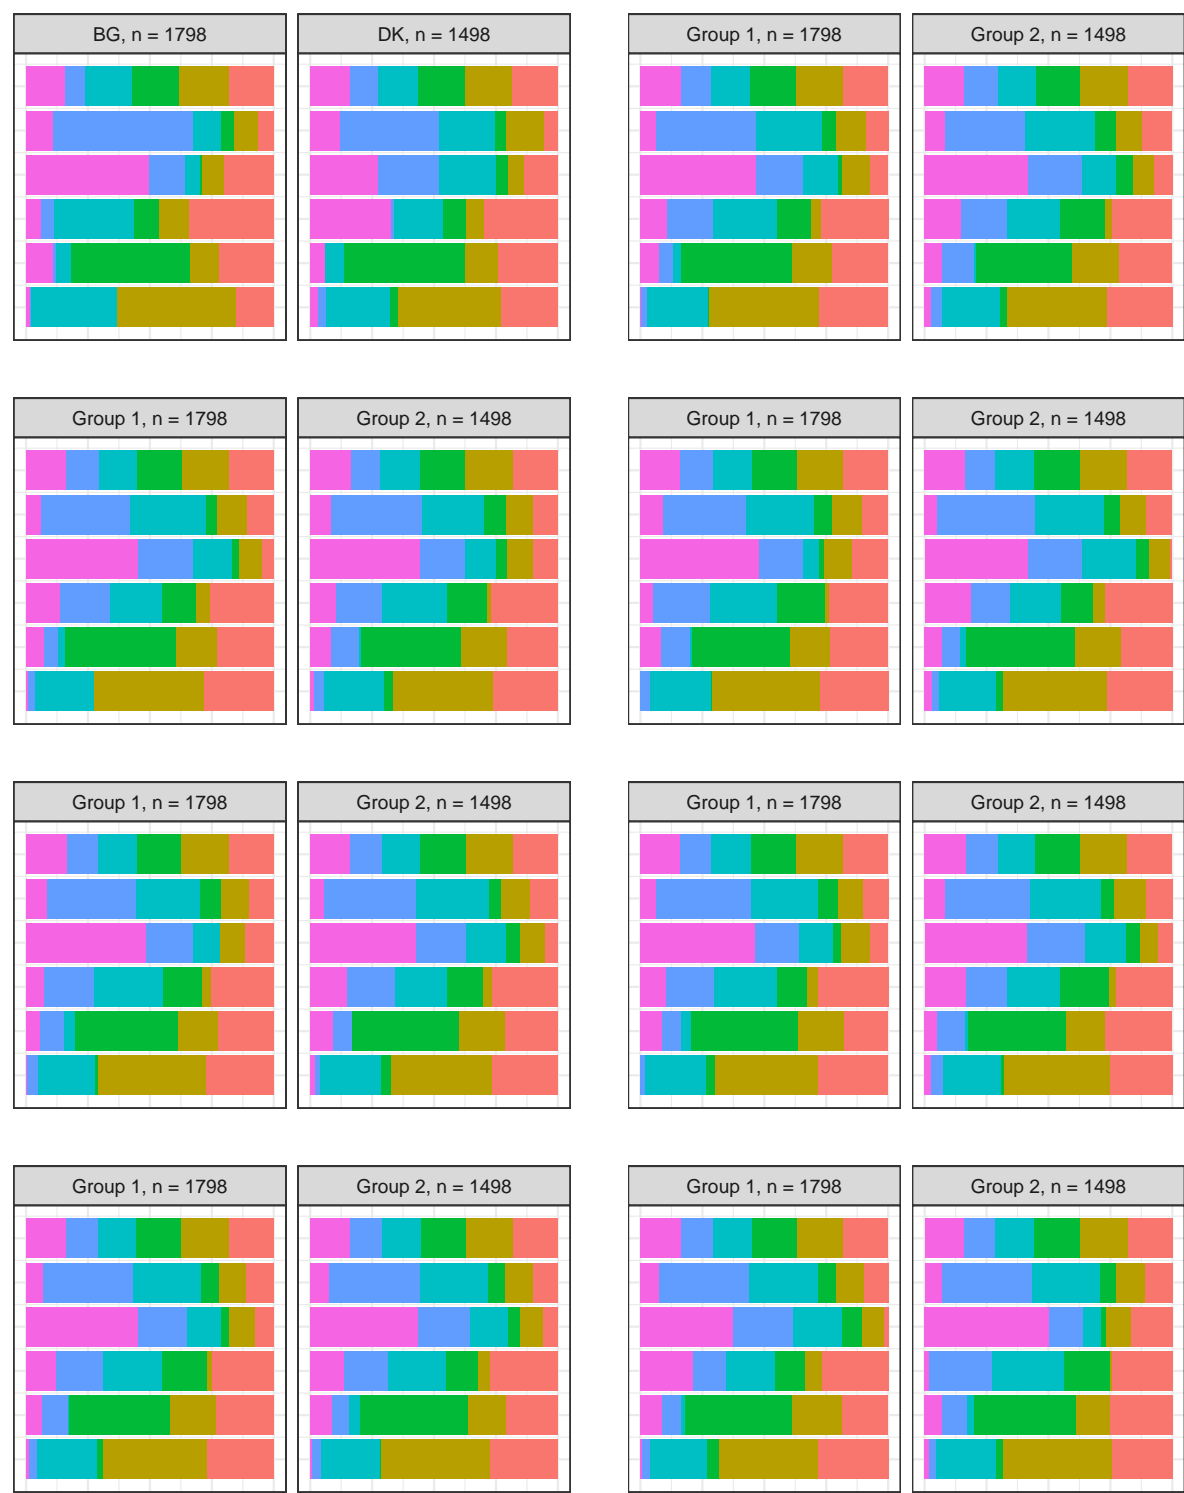 BG, n = 1798
DK, n = 1498
Group 1, n = 1798
Group 2, n = 1498
Group 1, n = 1798
Group 2, n = 1498
Group 1, n = 1798
Group 2, n = 1498
Group 1, n = 1798
Group 2, n = 1498
Group 1, n = 1798
Group 2, n = 1498
Group 1, n = 1798
Group 2, n = 1498
Group 1, n = 1798
Group 2, n = 1498